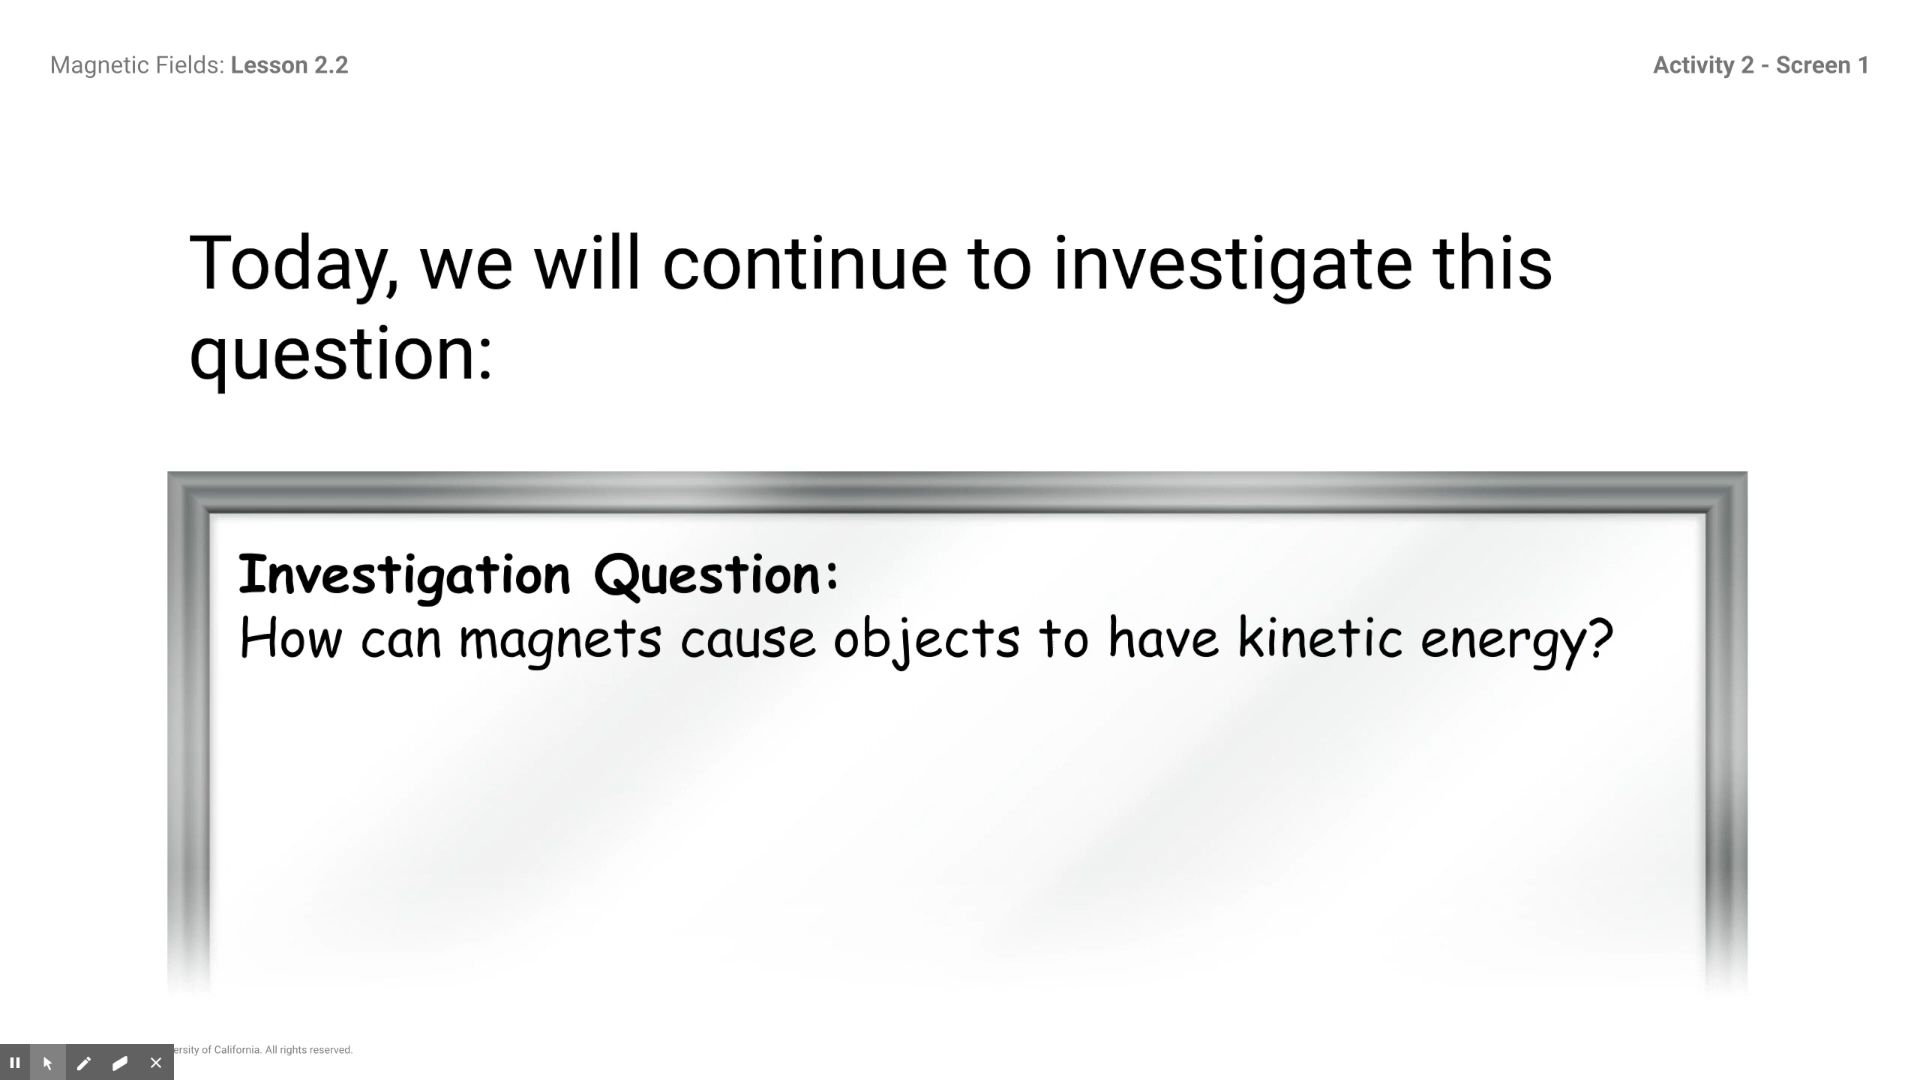 Magnetic Fields: Lesson 2.2
Activity 2 - Screen 1
Today, we will continue to investigate this
question:
Investigation Question:
How can magnets cause objects to have kinetic energy?
of California. All rights reserved.